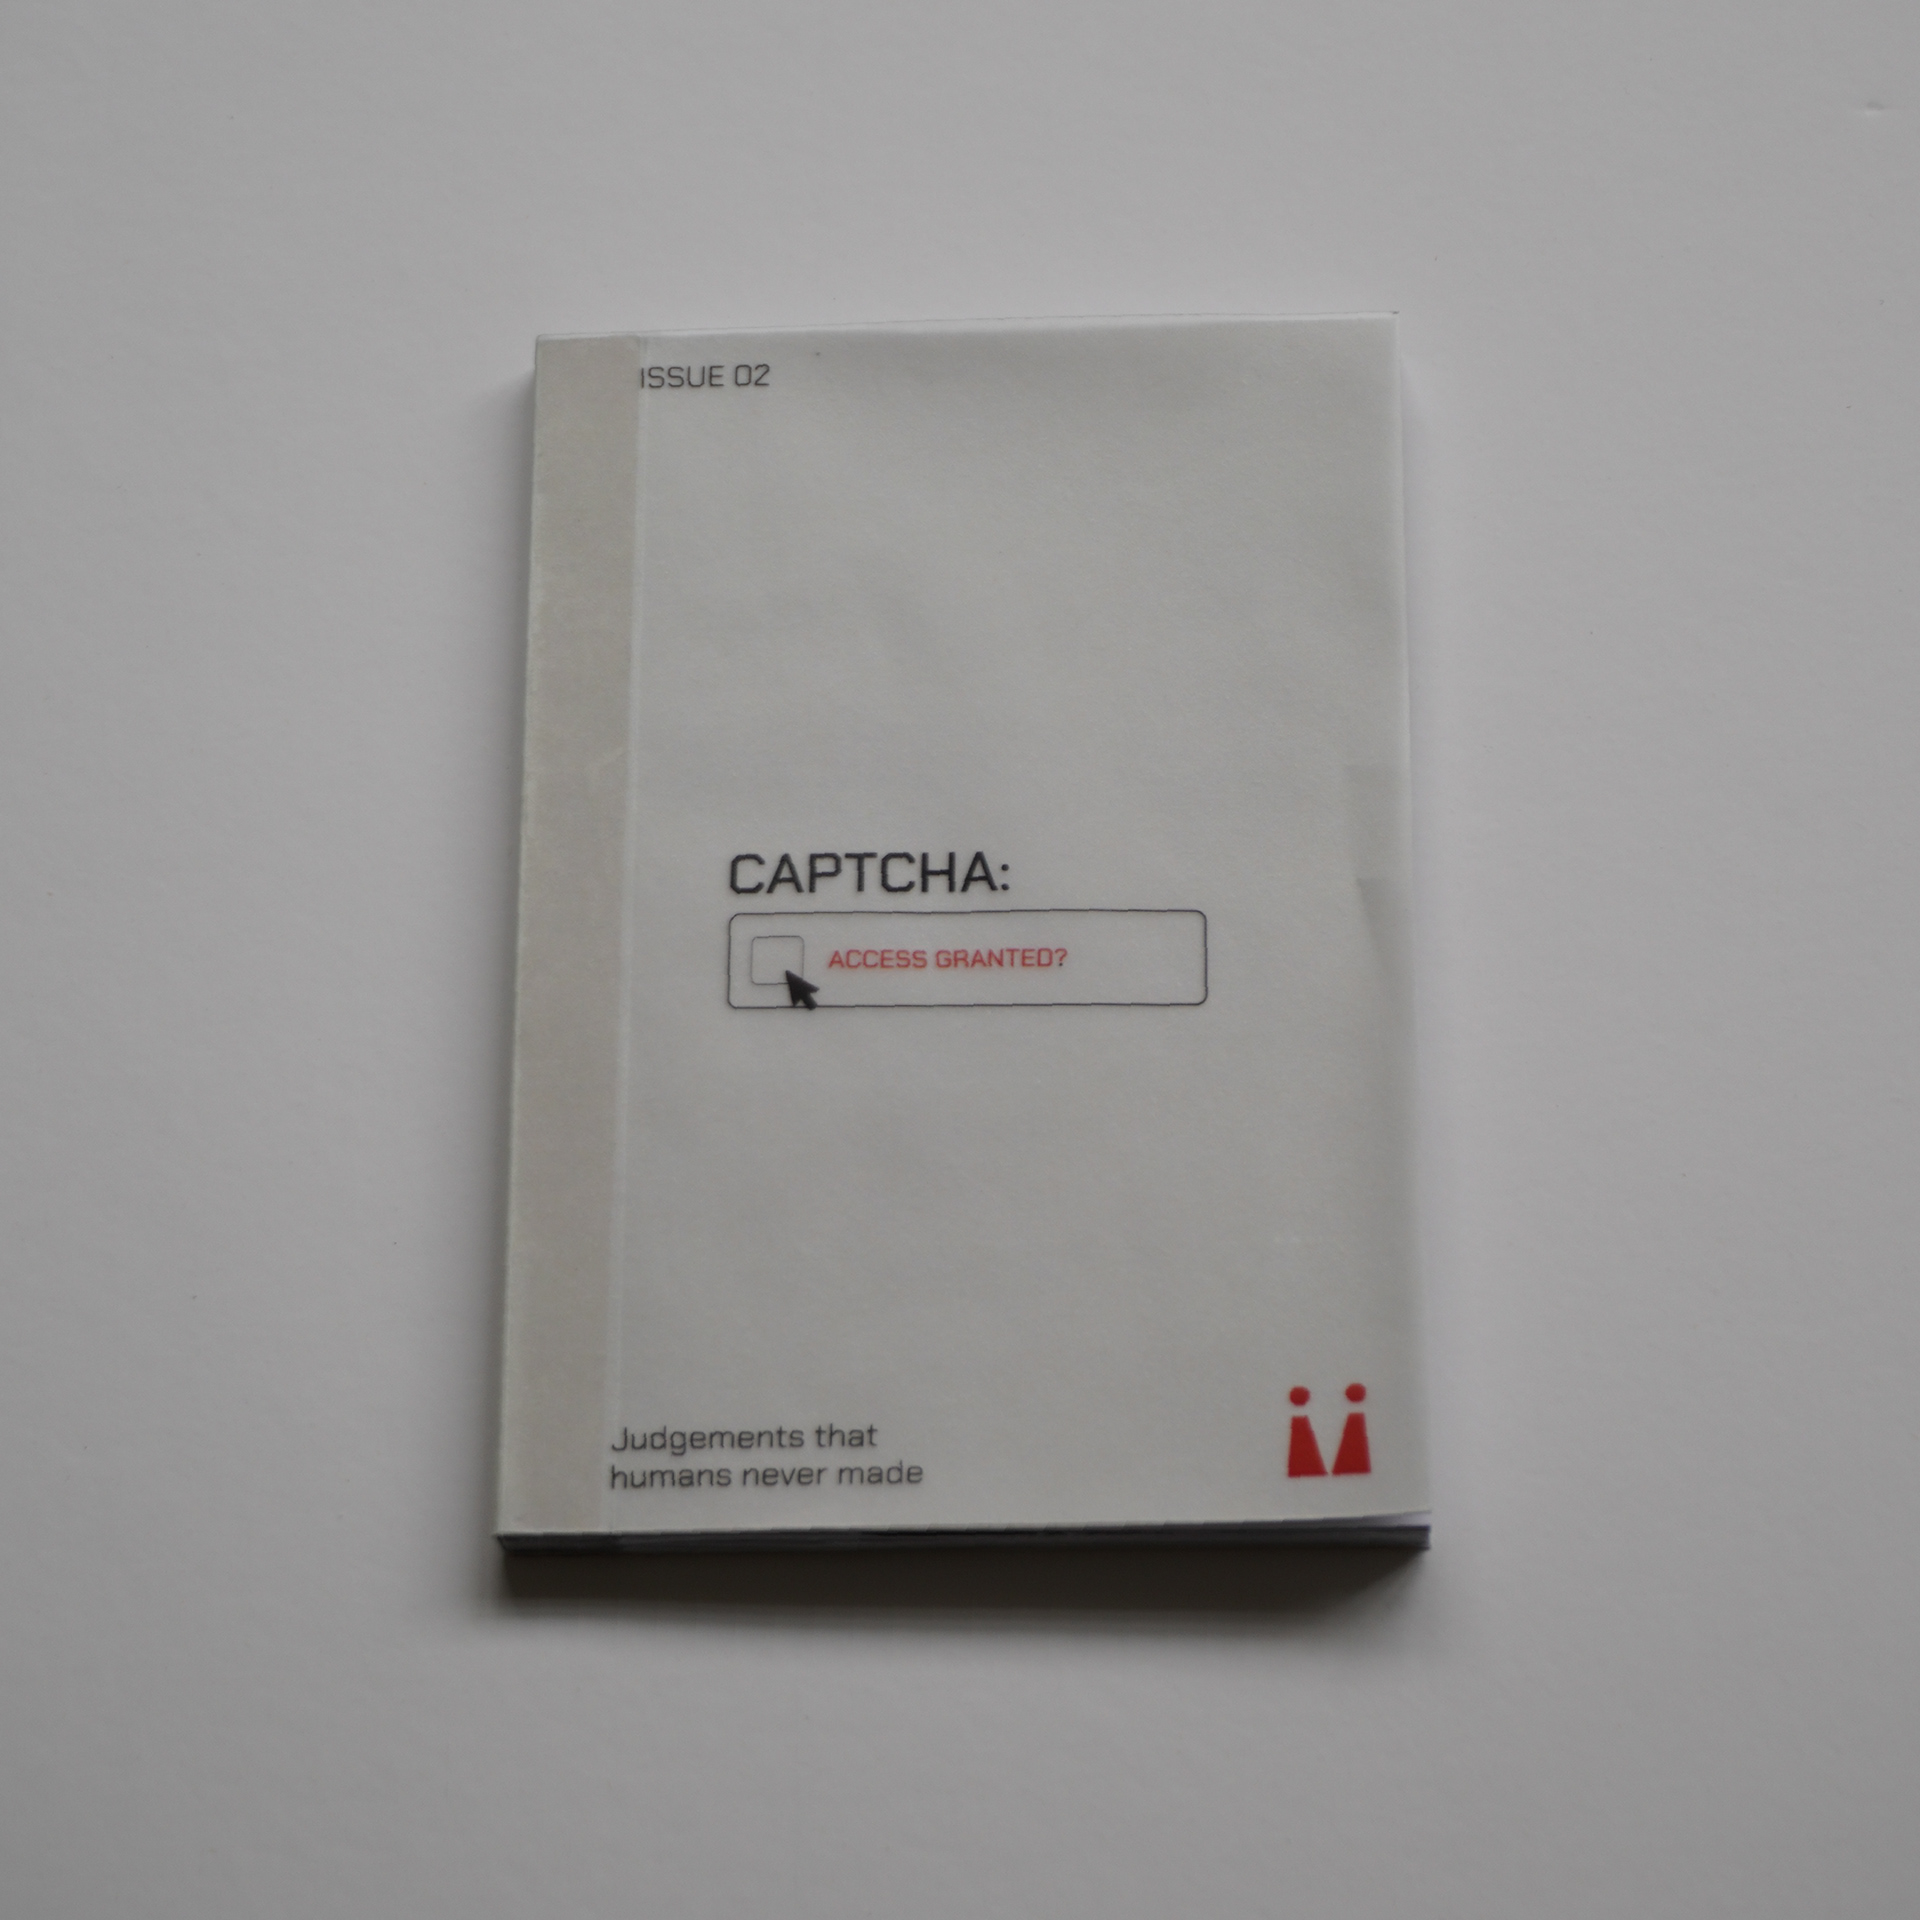 ISSUE 02
CAPTCHA:
ACCESS GRANTED?
Judgements that
humans never made